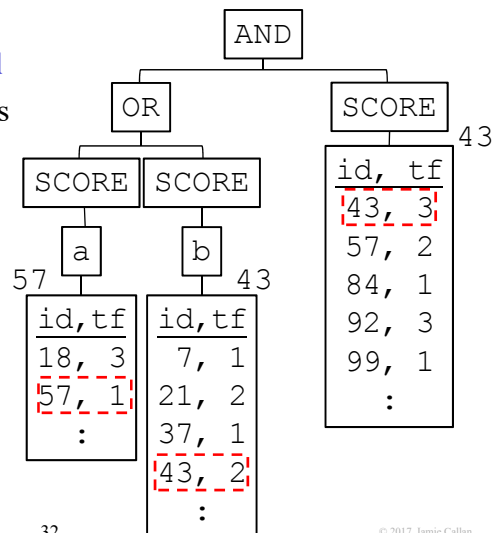 AND
OR
SCORE
SCORE
SCORE
a
b
43
id, tf
43, 3
57, 2
84, 1
92, 3
99, 1
:
57
id,tf
18, 3
57, 1
:
43
id,tf
7, 1
21, 2
37, 1
43, 2
:
32
© 2017, Jamie Callan